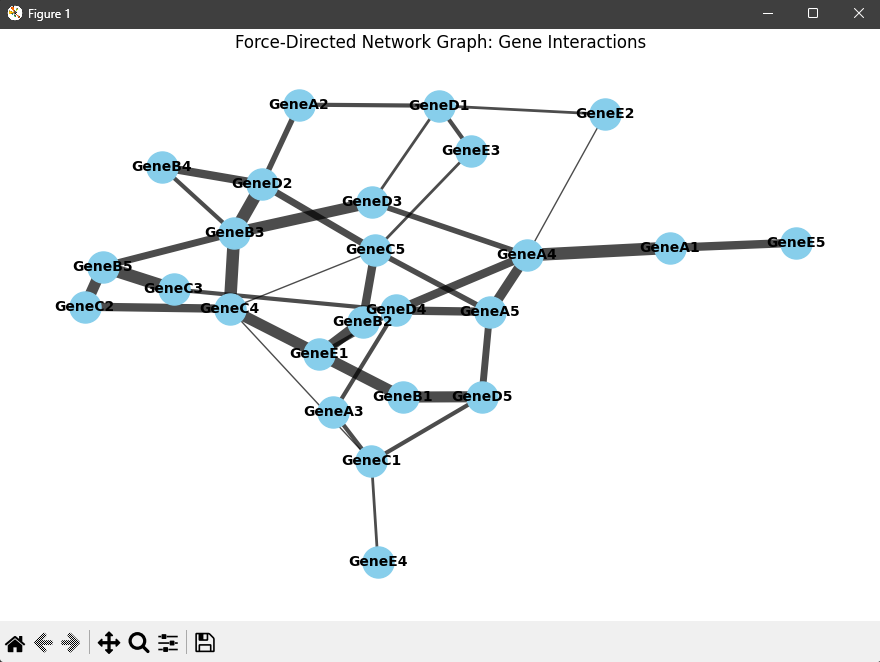 Figure 1
Force-Directed Network Graph: Gene Interactions
GeneA2
GeneD1
GeneE2
GeneE3
GeneB4
GeneD2
GeneD3
GeneB3
GeneE5
GeneA1
GeneC5
GeneA4
GeneB5
GeneC3
GeneC2
GeneC4
GeneD4
GeneA5
GeneB2
GeneE1
GeneB1
GeneD5
GeneA3
GeneC1
GeneE4